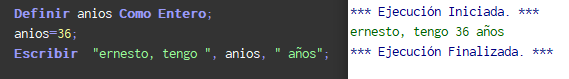 Definir anios Como Entero;
anios=36;
Escribir  "ernesto, tengo ", anios, " años";
*** Ejecución Iniciada. ***
ernesto, tengo 36 años
*** Ejecución Finalizada. ***